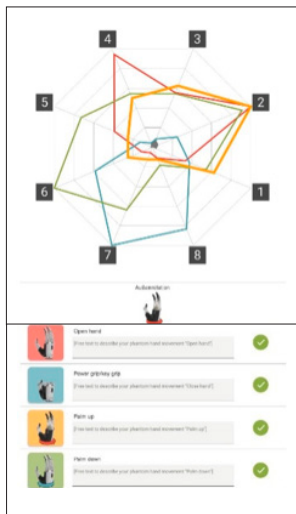 4
3
5
2
6
1
7
8
Open hand
[Free text to describe your phantom hand movement "Open hand"]
Power grip/key grip
[Free text to describe your phantom hand movement "Close hand"]
Palm up
[Free text to describe your phantom hand movement "Palm up"]
Palm down
[Free text to describe your phantom hand movement "Palm down"]